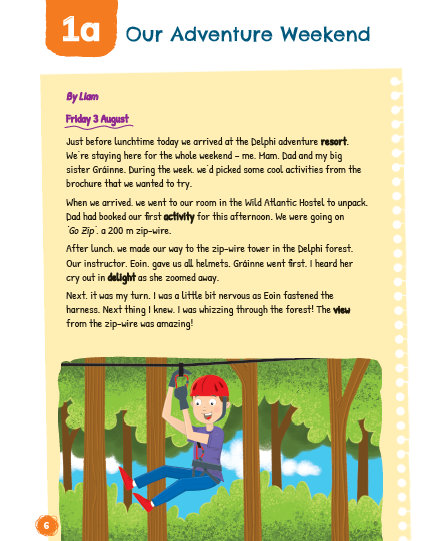 1a
Our Adventure Weekend
By Liam
Friday 3 August
Just before lunchtime today we arrived at the Delphi adventure resort.
We're staying here for the whole weekend – me, Mam, Dad and my big
sister Gráinne. During the week, we'd picked some cool activities from the
brochure that we wanted to try.
When we arrived, we went to our room in the Wild Atlantic Hostel to unpack.
Dad had booked our first activity for this afternoon. We were going on
'Go Zip', a 200 m zip-wire.
After lunch, we made our way to the zip-wire tower in the Delphi forest.
Our instructor, Eoin, gave us all helmets. Gráinne went first. I heard her
cry out in delight as she zoomed away.
Next, it was my turn. I was a little bit nervous as Eoin fastened the
harness. Next thing I knew, I was whizzing through the forest! The view
from the zip-wire was amazing!
6